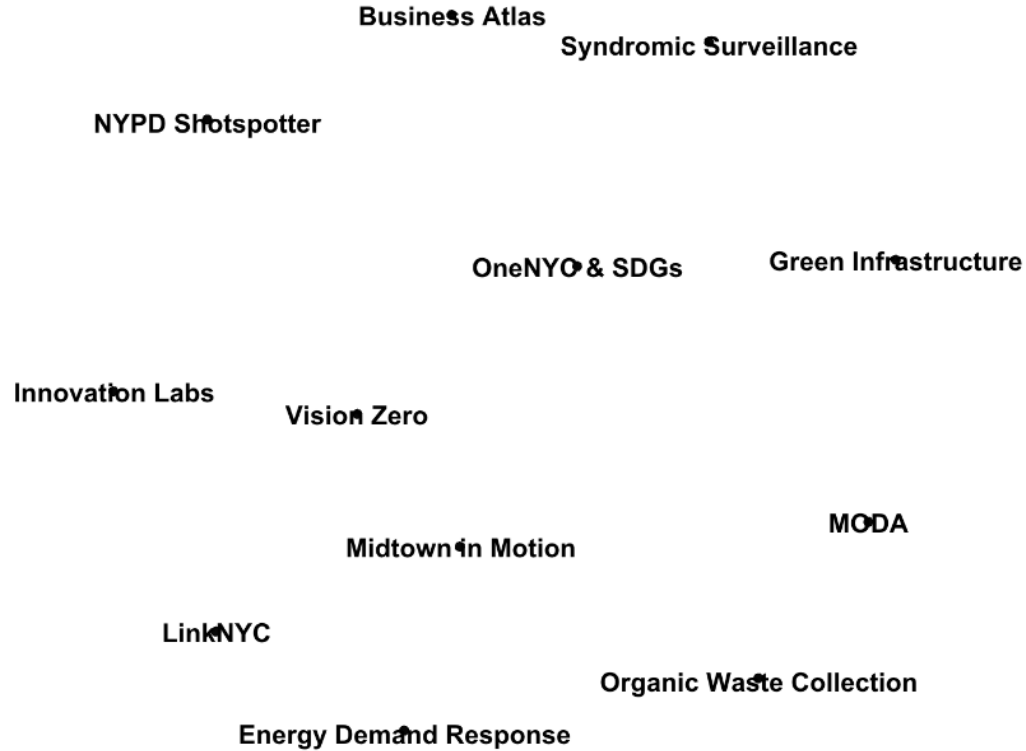 Business Atlas
Syndromic Surveillance
NYPD Shotspotter
OneNYC & SDGs
Green Infrastructure
Innovation Labs
Vision Zero
MODA
Midtown in Motion
LinkNYC
Organic Waste Collection
Energy Demand Response